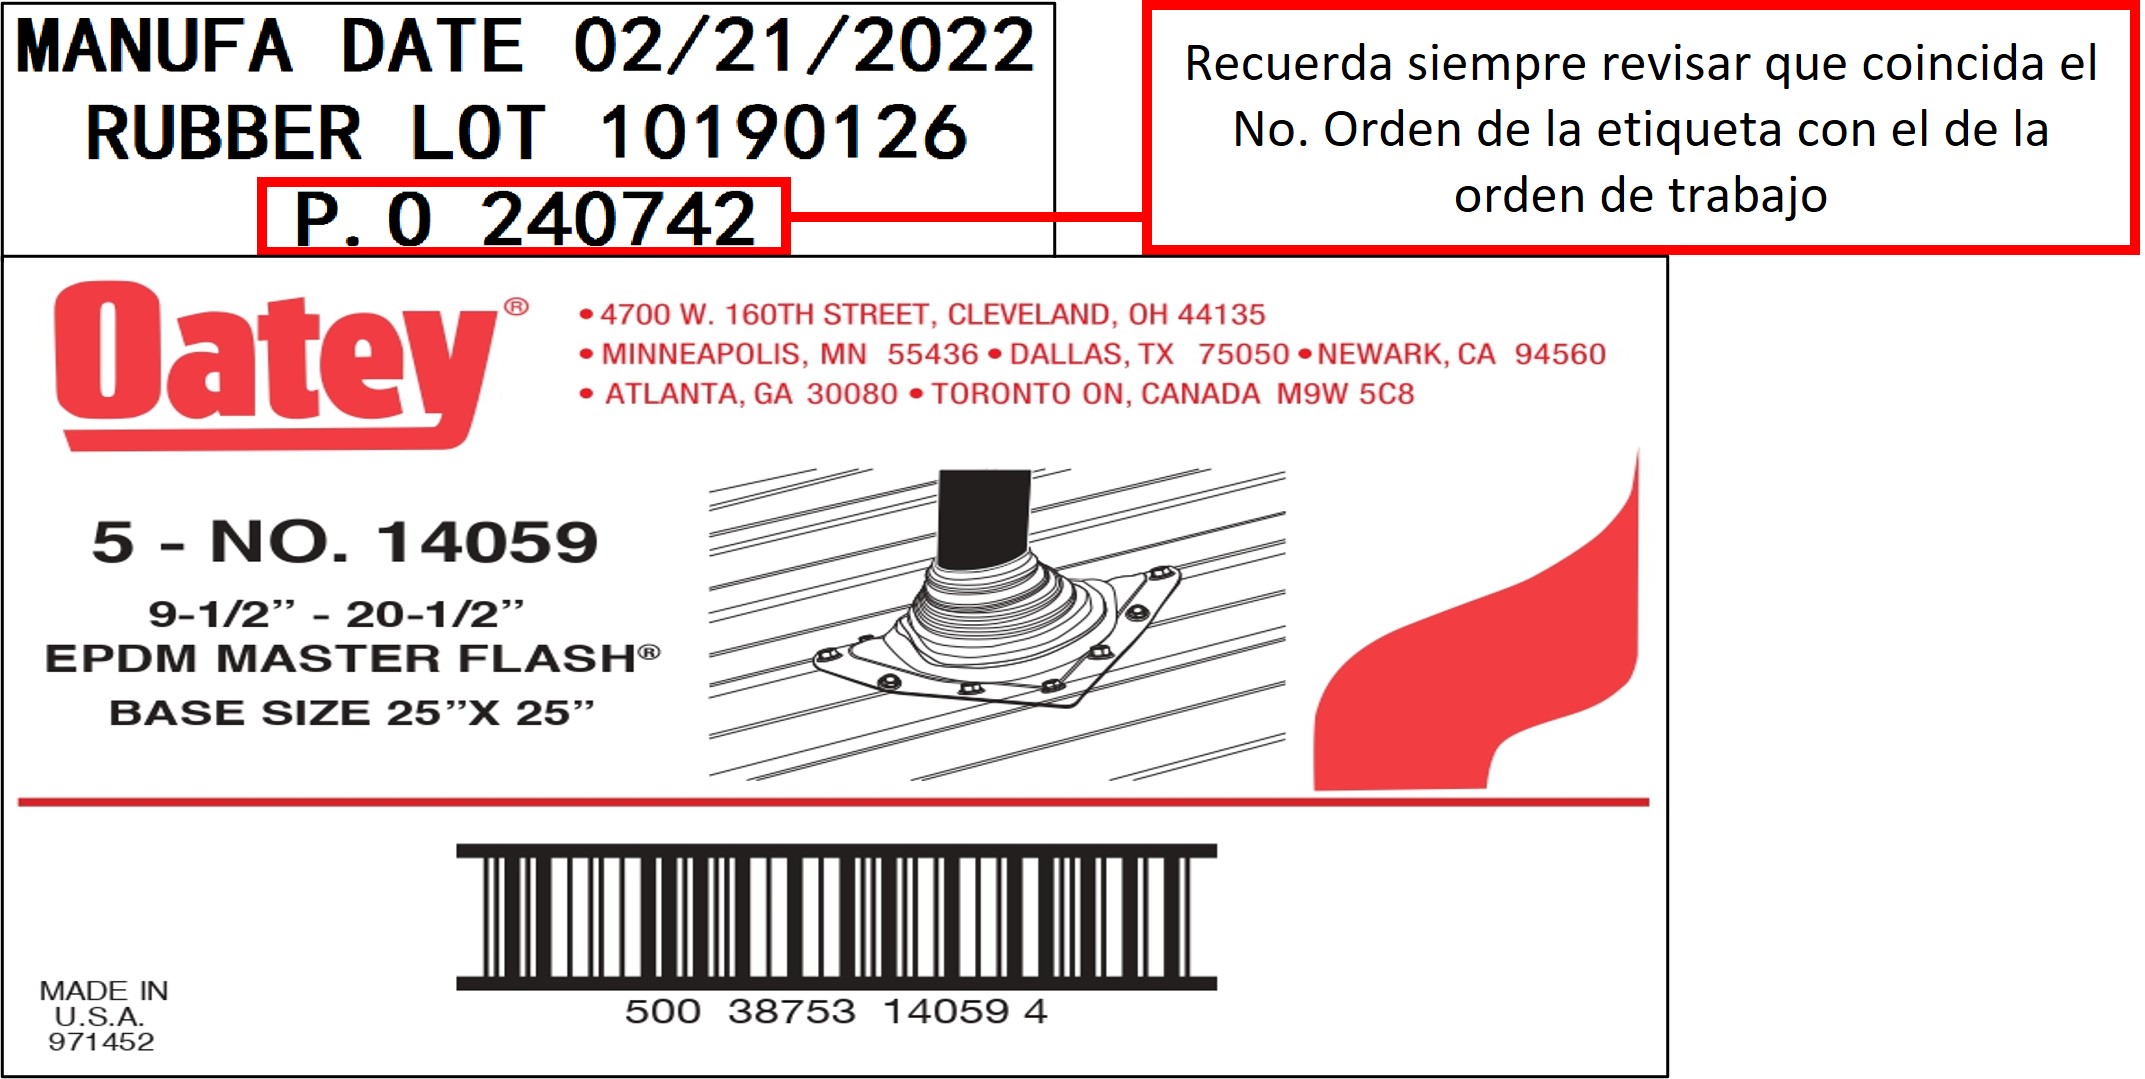 MANUFA DATE 02/21/2022
RUBBER LOT 10190126
P.O 240742
Recuerda siempre revisar que coincida el
No. Orden de la etiqueta con el de la
orden de trabajo
Oatey®
• 4700 W. 160TH STREET, CLEVELAND, OH 44135
• MINNEAPOLIS, MN 55436 • DALLAS, TX 75050 • NEWARK, CA 94560
• ATLANTA, GA 30080 • TORONTO ON, CANADA M9W 5C8
5 - NO. 14059
9-1/2” - 20-1/2”
EPDM MASTER FLASH®
BASE SIZE 25”X 25”
500 38753 14059 4
MADE IN
U.S.A.
971452